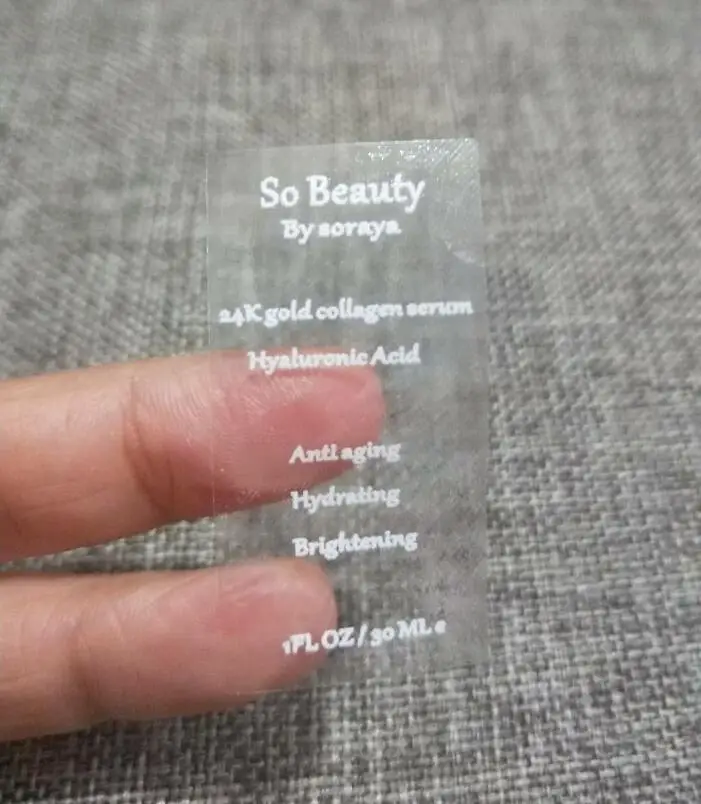 So Beauty
By soraya
24K gold collagen serum
Hyaluronic Acid
Anti aging
Hydrating
Brightening
1FL OZ / 30 ML e